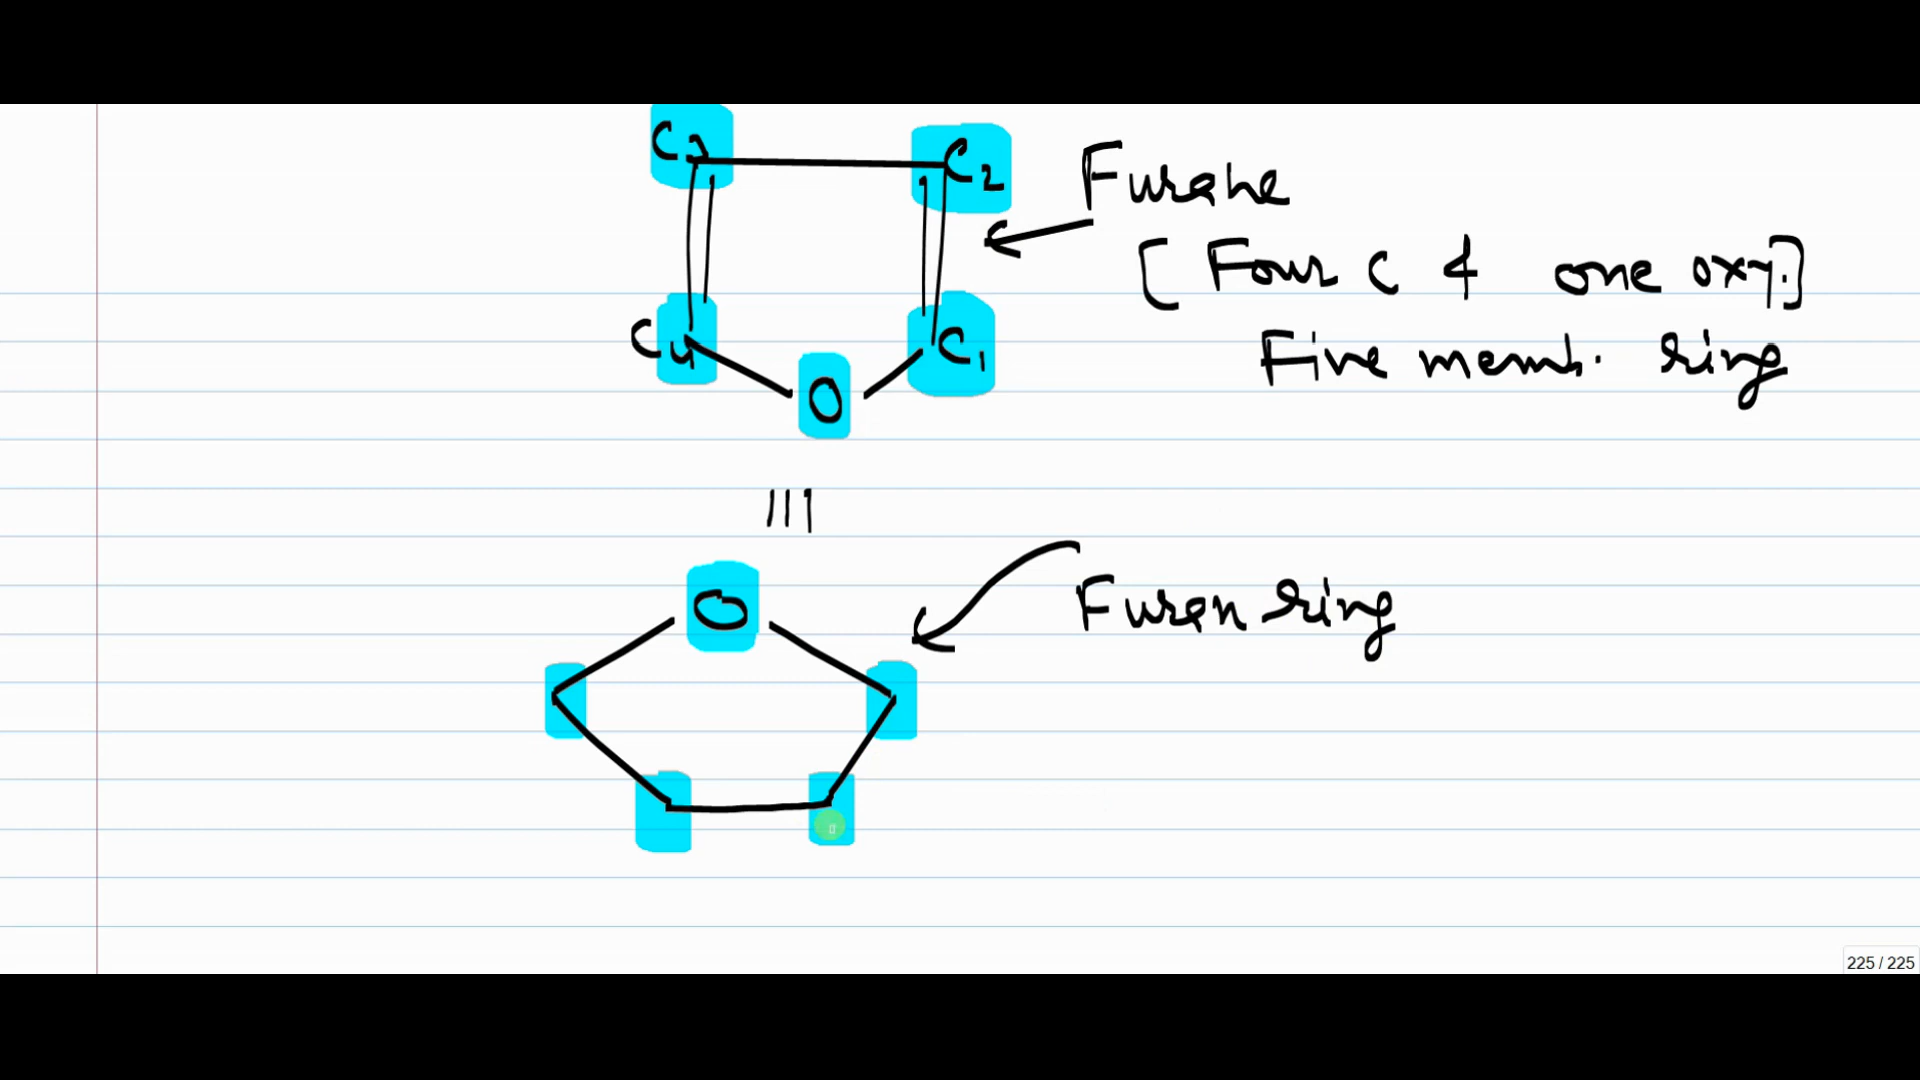 C3 C2 Furane
[ Four C & one oxy.]
C4 C1 Five memb. ring
O
O Furan ring
225 / 225